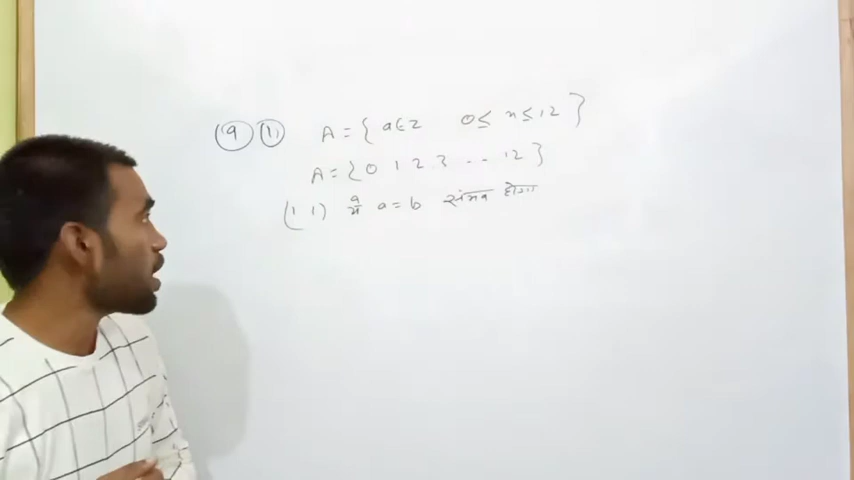 (9) (1) A = { a ∈ Z 0 ≤ x ≤ 12 }
A = { 0 1 2 3 .. 12 }
(1 1) a = b संभव होगा